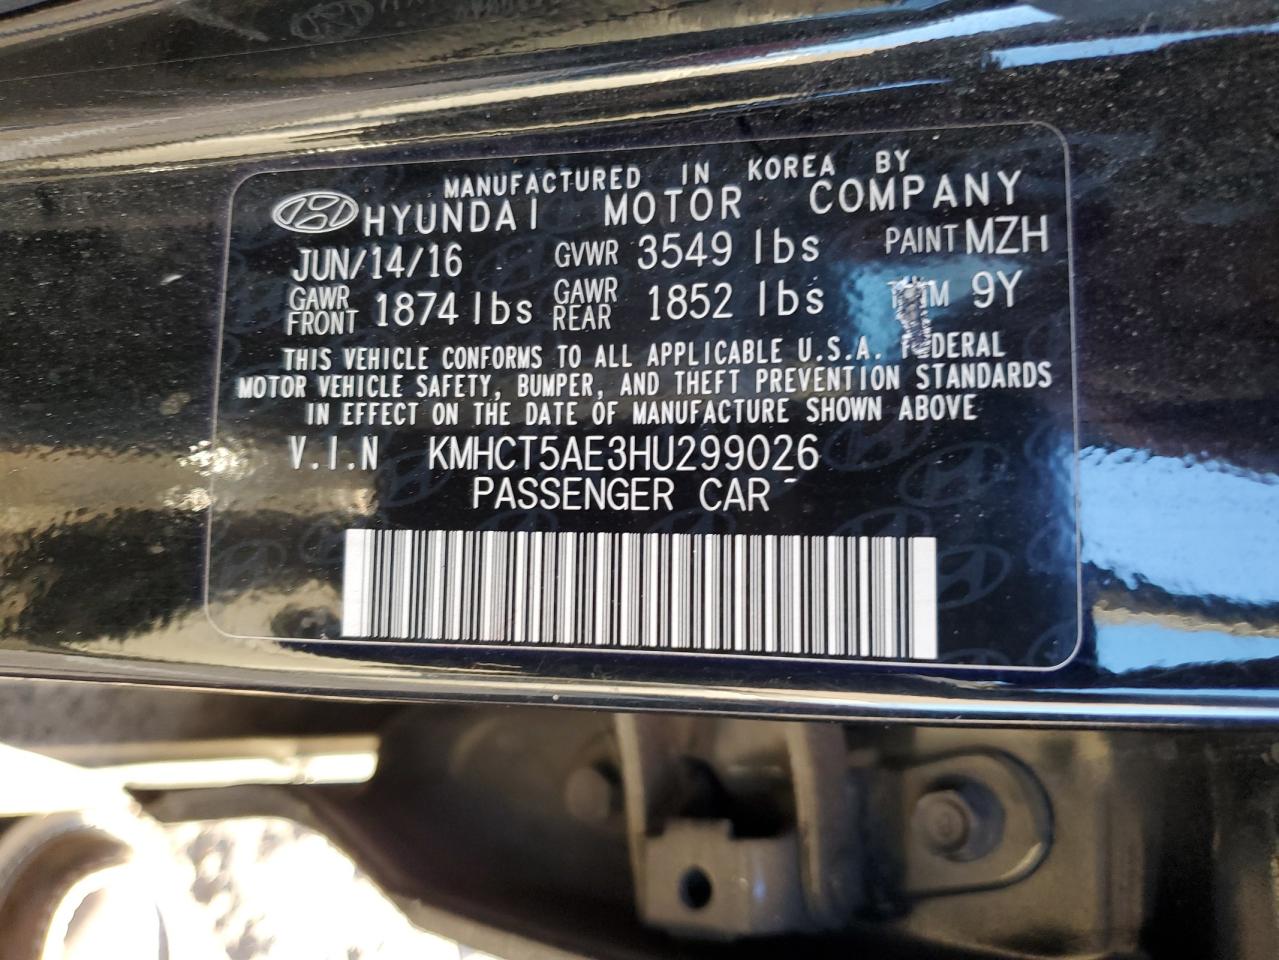 MANUFACTURED IN KOREA BY
HYUNDAI MOTOR COMPANY
JUN/14/16 GVWR 3549 lbs PAINT MZH
GAWR FRONT 1874 lbs GAWR REAR 1852 lbs TRIM 9Y
THIS VEHICLE CONFORMS TO ALL APPLICABLE U.S.A. FEDERAL
MOTOR VEHICLE SAFETY, BUMPER, AND THEFT PREVENTION STANDARDS
IN EFFECT ON THE DATE OF MANUFACTURE SHOWN ABOVE
V.I.N KMHCT5AE3HU299026
PASSENGER CAR